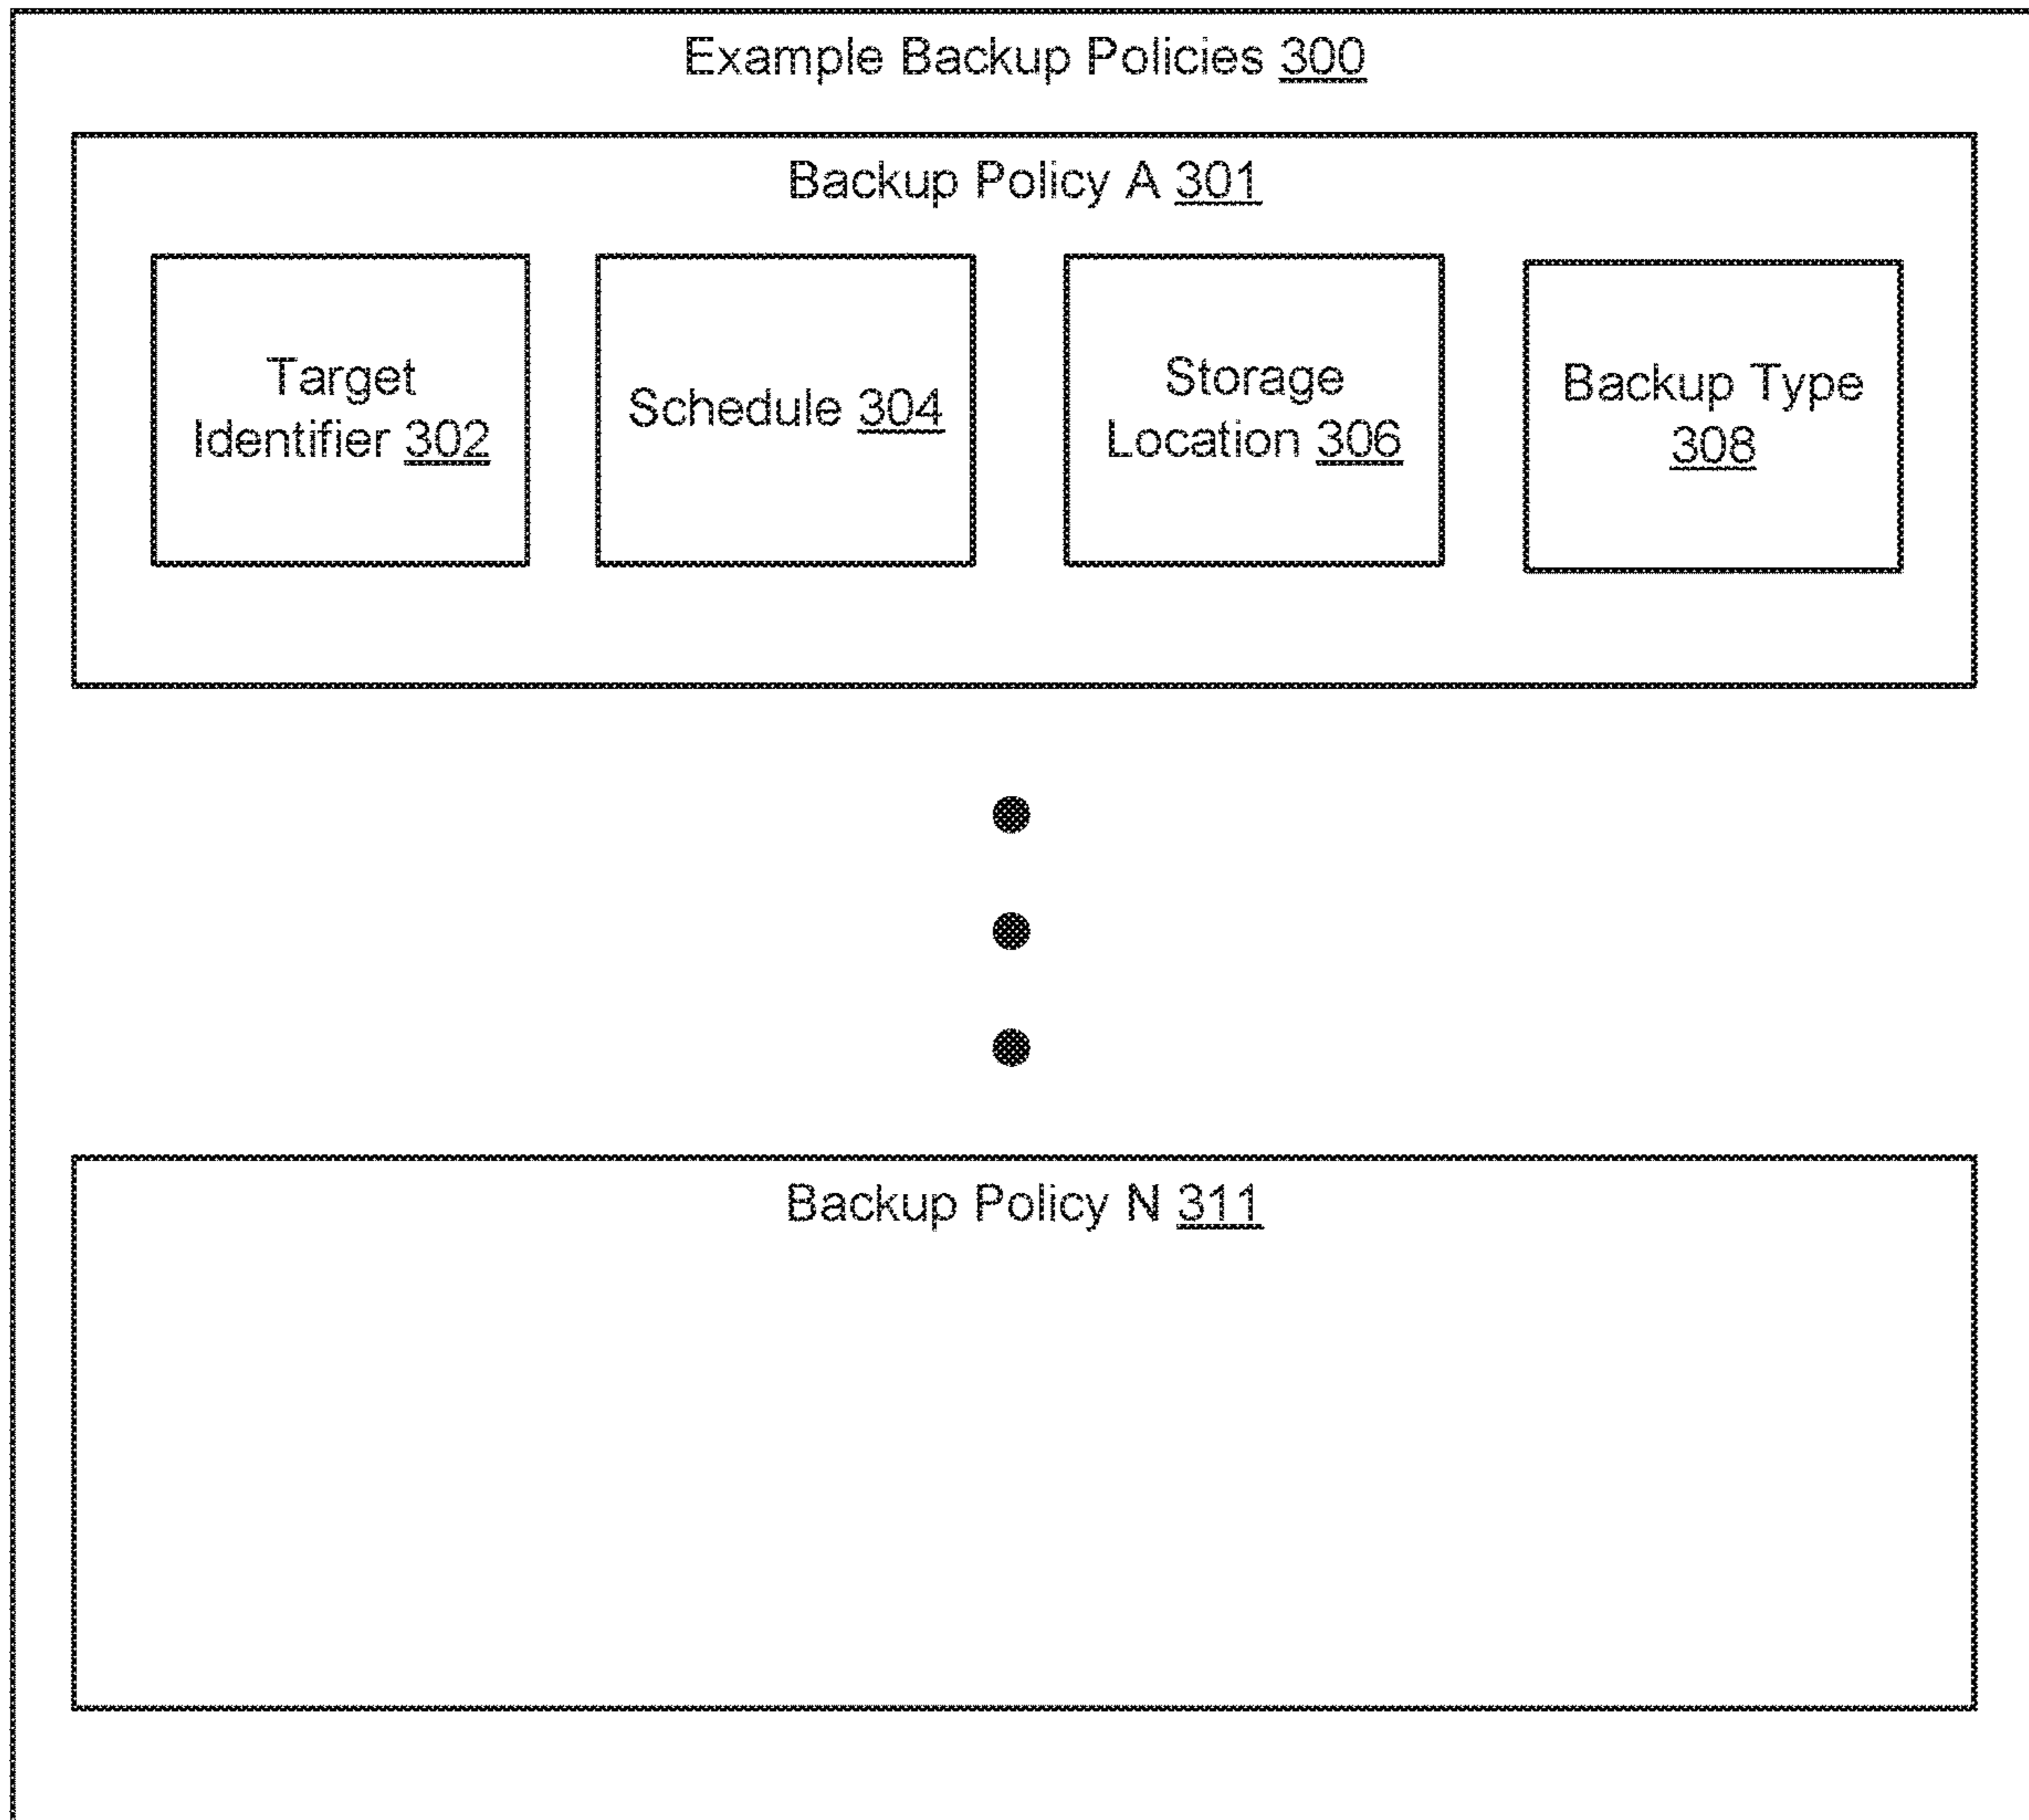 Example Backup Policies 300
Backup Policy A 301
Target
Identifier 302
Schedule 304
Storage
Location 306
Backup Type
308
Backup Policy N 311